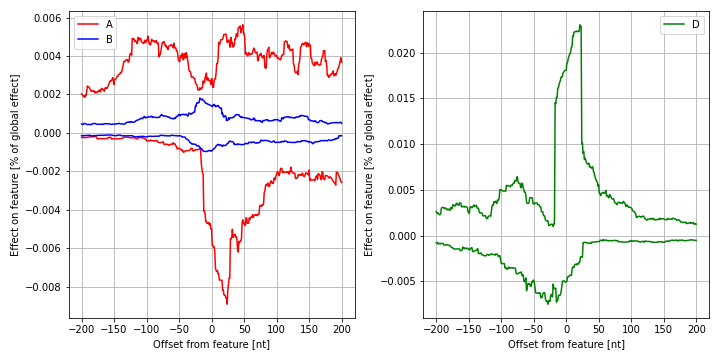 A
B
0.006
0.004
0.002
0.000
−0.002
−0.004
−0.006
−0.008
Effect on feature [% of global effect]
−200 −150 −100 −50 0 50 100 150 200
Offset from feature [nt]
D
0.020
0.015
0.010
0.005
0.000
−0.005
Effect on feature [% of global effect]
−200 −150 −100 −50 0 50 100 150 200
Offset from feature [nt]